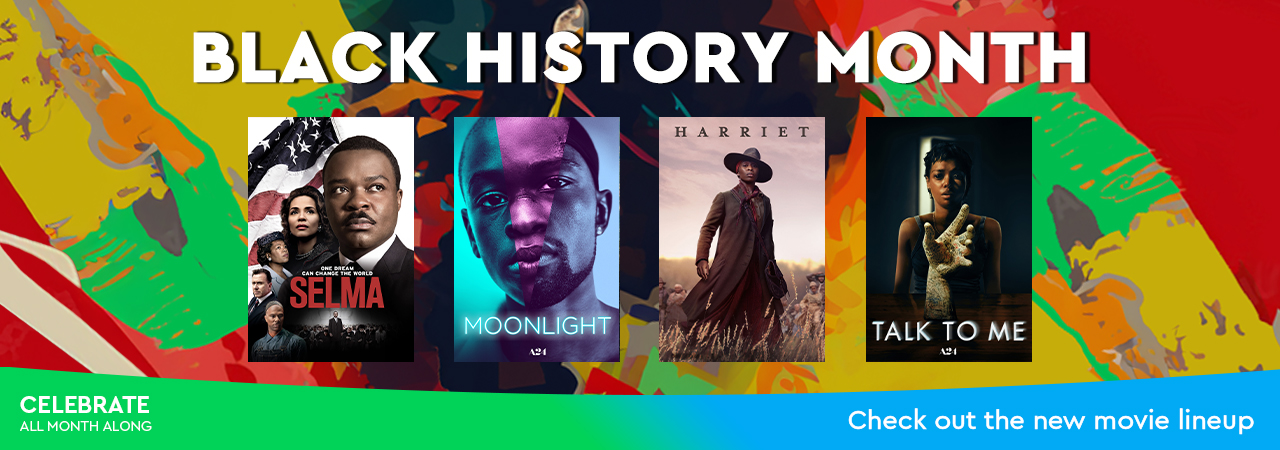 BLACK HISTORY MONTH
ONE DREAM
CAN CHANGE THE WORLD
SELMA
MOONLIGHT
A24
HARRIET
TALK TO ME
A24
CELEBRATE
ALL MONTH ALONG
Check out the new movie lineup